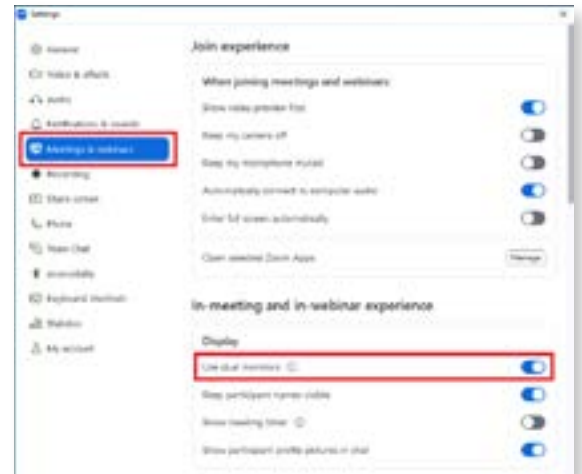 Settings
General
Video & effects
Audio
Notifications & sounds
Meetings & webinars
Recording
Share screen
Phone
Team Chat
Accessibility
Keyboard shortcuts
Statistics
My account
Join experience
When joining meetings and webinars
Show video preview first
Keep my camera off
Keep my microphone muted
Automatically connect to computer audio
Enter full screen automatically
Open selected Zoom Apps
Manage
In-meeting and in-webinar experience
Display
Use dual monitors
Keep participant names visible
Show meeting timer
Show participant profile pictures in chat